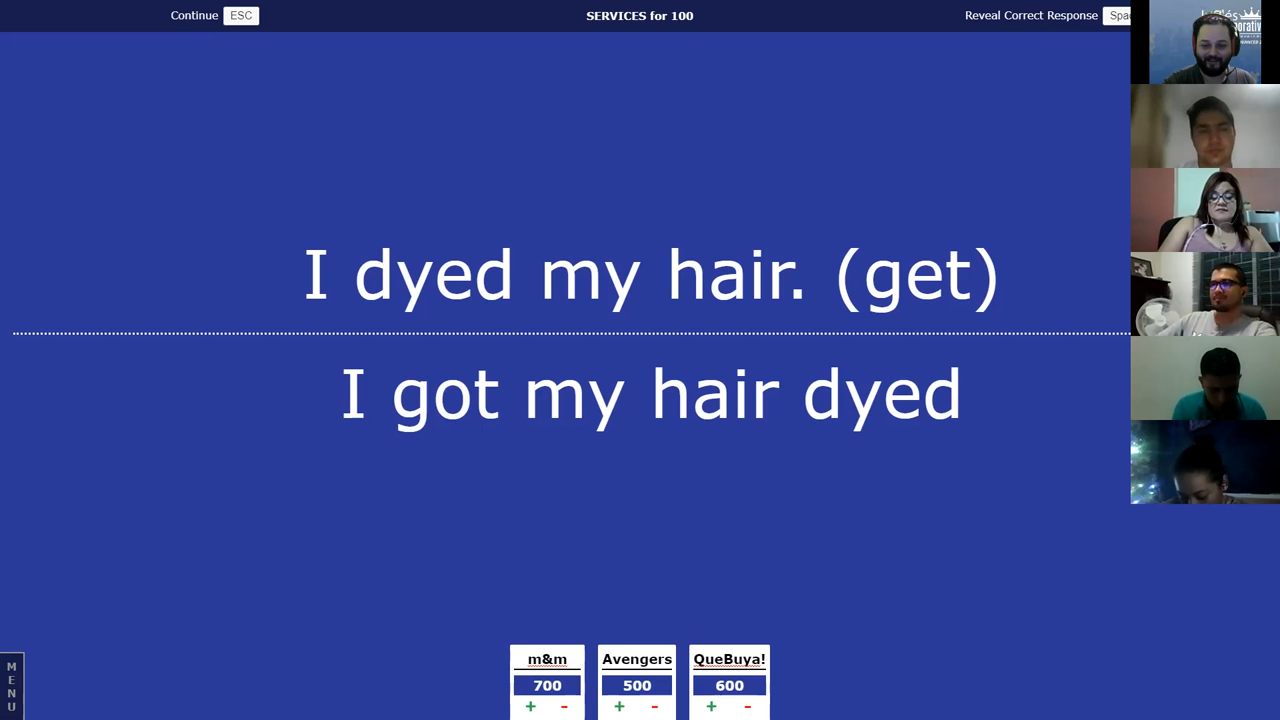 Continue ESC
SERVICES for 100
Reveal Correct Response
I dyed my hair. (get)
I got my hair dyed
m&m
700
+ -
Avengers
500
+ -
QueBuya!
600
+ -
MENU